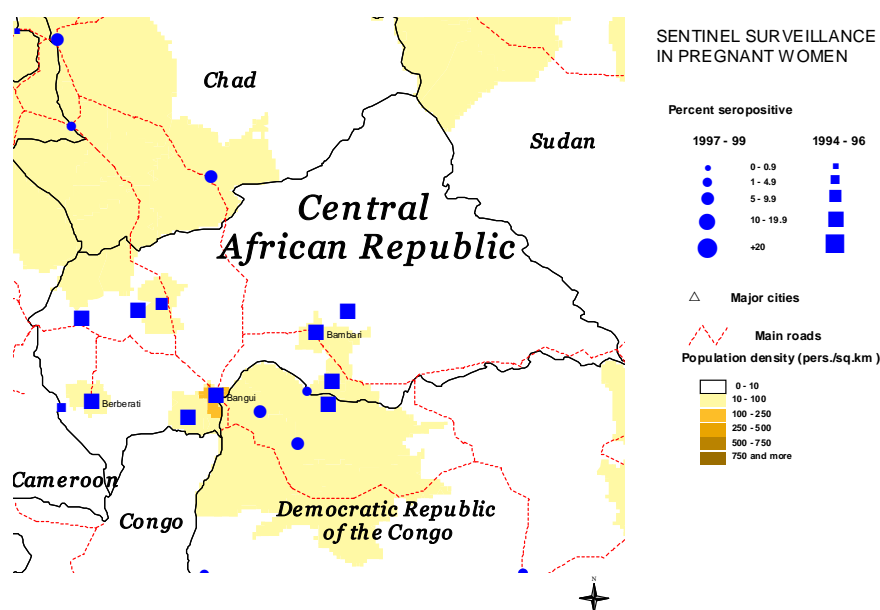 SENTINEL SURVEILLANCE
IN PREGNANT WOMEN
Chad
Sudan
Central
African Republic
Bambari
Berberati
Bangui
Cameroon
Congo
Democratic Republic
of the Congo
Percent seropositive
1997 - 99
1994 - 96
0 - 0.9
1 - 4.9
5 - 9.9
10 - 19.9
+20
Major cities
Main roads
Population density (pers./sq.km)
0 - 10
10 - 100
100 - 250
250 - 500
500 - 750
750 and more
N